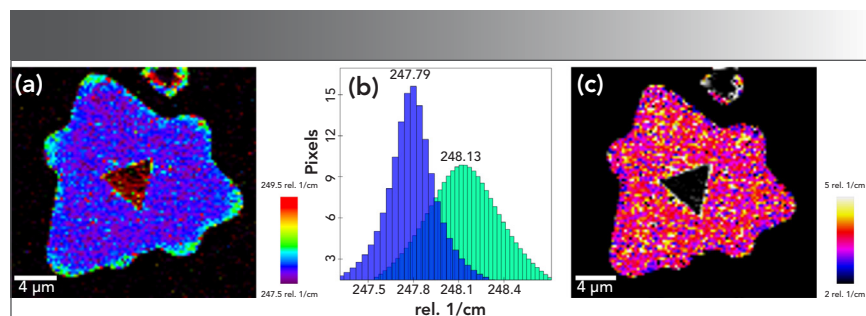 (a)
4 µm
249.5 rel. 1/cm
247.5 rel. 1/cm
(b)
247.79
248.13
Pixels
15
12
9
6
3
247.5 247.8 248.1 248.4
rel. 1/cm
(c)
4 µm
5 rel. 1/cm
2 rel. 1/cm